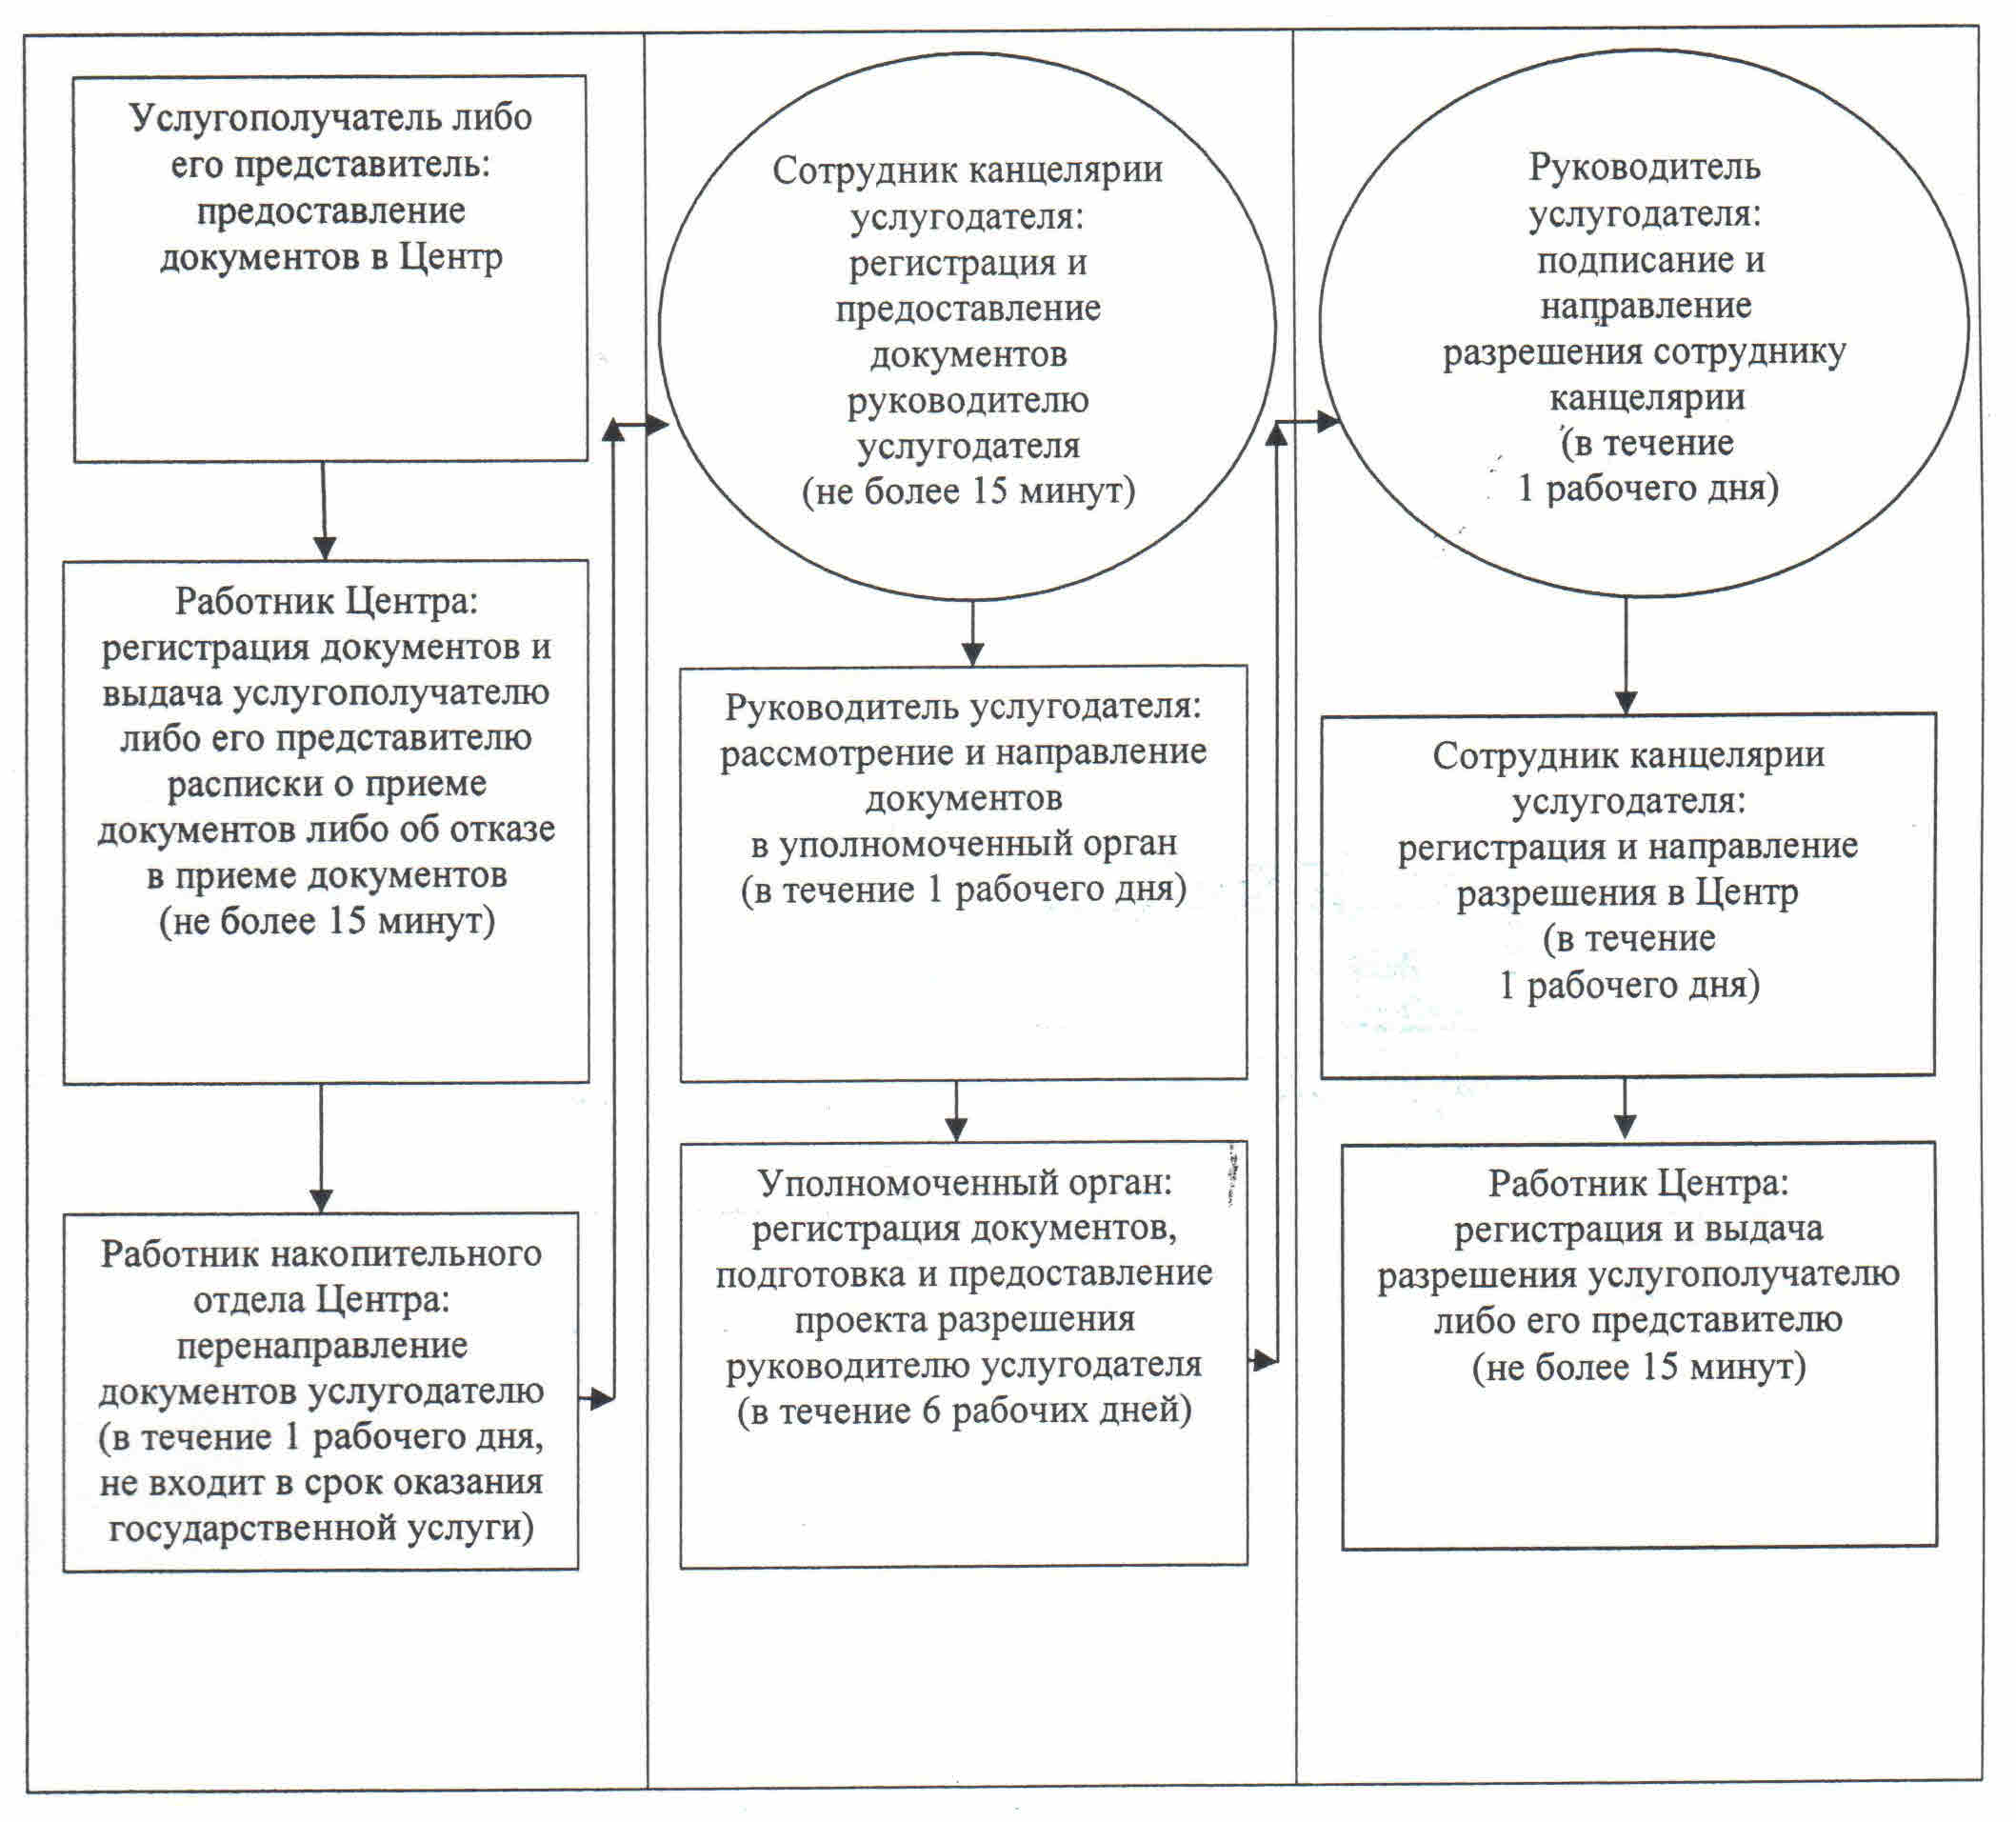 Услугополучатель либо
его представитель:
предоставление
документов в Центр
Работник Центра:
регистрация документов и
выдача услугополучателю
либо его представителю
расписки о приеме
документов либо об отказе
в приеме документов
(не более 15 минут)
Работник накопительного
отдела Центра:
перенаправление
документов услугодателю
(в течение 1 рабочего дня,
не входит в срок оказания
государственной услуги)
Сотрудник канцелярии
услугодателя:
регистрация и
предоставление
документов
руководителю
услугодателя
(не более 15 минут)
Руководитель услугодателя:
рассмотрение и направление
документов
в уполномоченный орган
(в течение 1 рабочего дня)
Уполномоченный орган:
регистрация документов,
подготовка и предоставление
проекта разрешения
руководителю услугодателя
(в течение 6 рабочих дней)
Руководитель
услугодателя:
подписание и
направление
разрешения сотруднику
канцелярии
(в течение
1 рабочего дня)
Сотрудник канцелярии
услугодателя:
регистрация и направление
разрешения в Центр
(в течение
1 рабочего дня)
Работник Центра:
регистрация и выдача
разрешения услугополучателю
либо его представителю
(не более 15 минут)